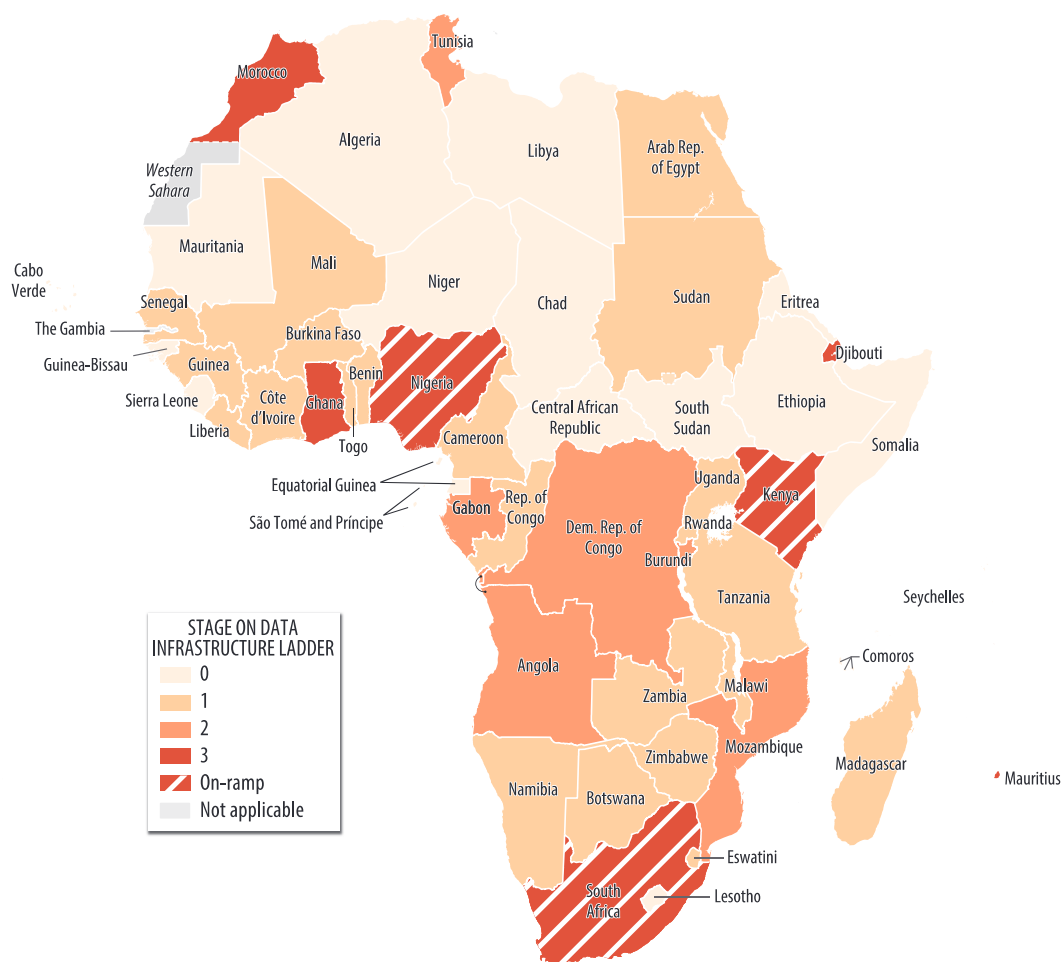 Tunisia
Morocco
Algeria
Libya
Arab Rep.
of Egypt
Western
Sahara
Mauritania
Mali
Niger
Chad
Sudan
Eritrea
Cabo
Verde
Senegal
The Gambia
Guinea-Bissau
Guinea
Burkina Faso
Benin
Nigeria
Djibouti
Sierra Leone
Côte
d'Ivoire
Ghana
Liberia
Togo
Cameroon
Central African
Republic
South
Sudan
Ethiopia
Somalia
Equatorial Guinea
São Tomé and Príncipe
Gabon
Rep. of
Congo
Dem. Rep. of
Congo
Uganda
Kenya
Rwanda
Burundi
Tanzania
Seychelles
Comoros
Angola
Zambia
Malawi
Mozambique
Zimbabwe
Madagascar
Mauritius
Namibia
Botswana
Eswatini
South
Africa
Lesotho
STAGE ON DATA
INFRASTRUCTURE LADDER
0
1
2
3
On-ramp
Not applicable